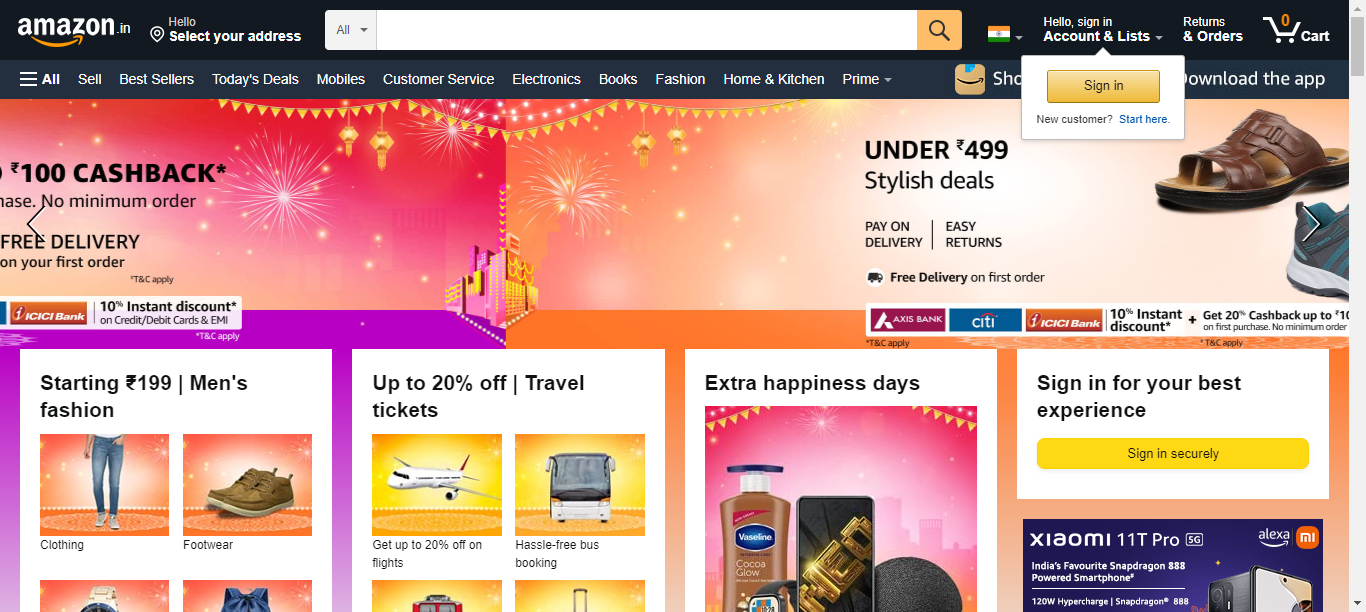 amazon.in
Hello
Select your address
All
Hello, sign in
Account & Lists
Returns
& Orders
0
Cart
All
Sell
Best Sellers
Today's Deals
Mobiles
Customer Service
Electronics
Books
Fashion
Home & Kitchen
Prime
Download the app
Sign in
New customer? Start here.
₹100 CASHBACK*
No minimum order
FREE DELIVERY
on your first order
*T&C apply
ICICI Bank
10% Instant discount*
on Credit/Debit Cards & EMI
*T&C apply
UNDER ₹499
Stylish deals
PAY ON
DELIVERY
EASY
RETURNS
Free Delivery on first order
AXIS BANK
citi
ICICI Bank
10% Instant
discount*
+
Get 20% Cashback up to ₹10
on first purchase. No minimum order
*T&C apply
*T&C apply
Starting ₹199 | Men's
fashion
Clothing
Footwear
Up to 20% off | Travel
tickets
Get up to 20% off on
flights
Hassle-free bus
booking
Extra happiness days
Vaseline
Cocoa
Glow
Sign in for your best
experience
Sign in securely
xiaomi 11T Pro 5G
alexa
mi
India's Favourite Snapdragon 888
Powered Smartphone#
120W Hypercharge | Snapdragon® 888